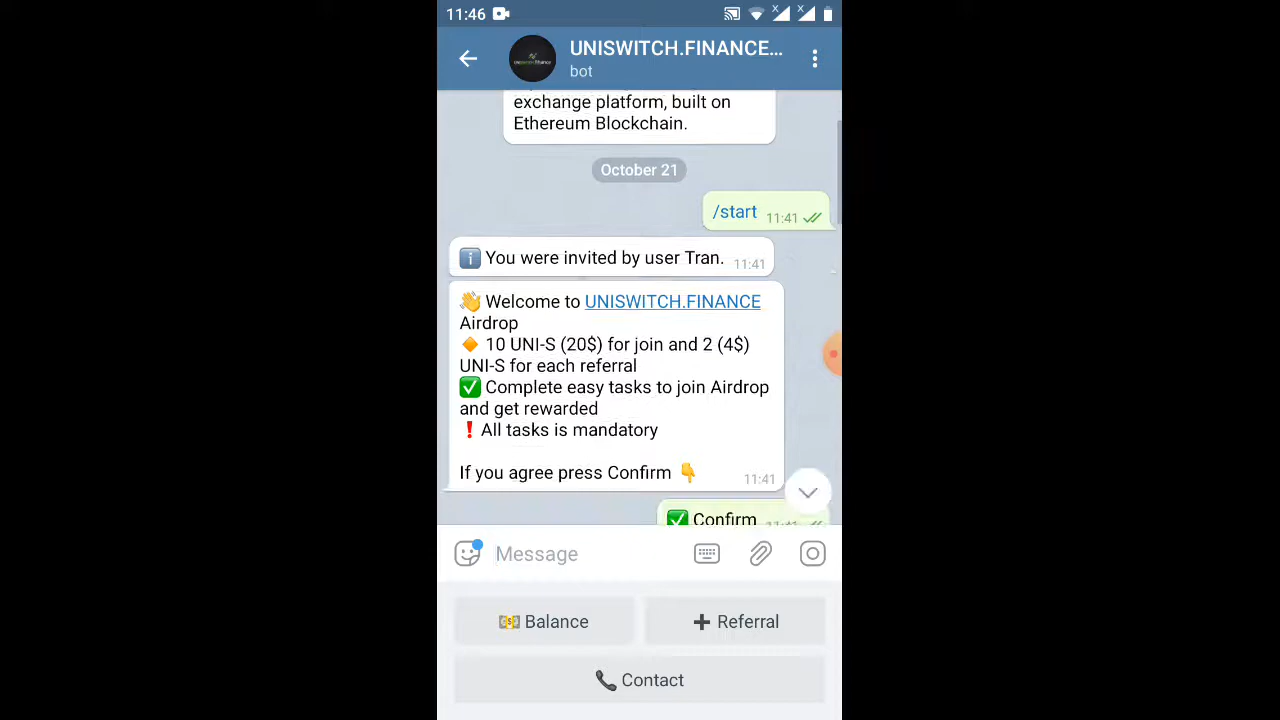 11:46
UNISWITCH.FINANCE...
bot
exchange platform, built on
Ethereum Blockchain.
October 21
/start 11:41
You were invited by user Tran. 11:41
Welcome to UNISWITCH.FINANCE
Airdrop
10 UNI-S (20$) for join and 2 (4$)
UNI-S for each referral
Complete easy tasks to join Airdrop
and get rewarded
❗All tasks is mandatory
If you agree press Confirm 👇 11:41
✅ Confirm 11:41
Message
Balance
➕ Referral
Contact